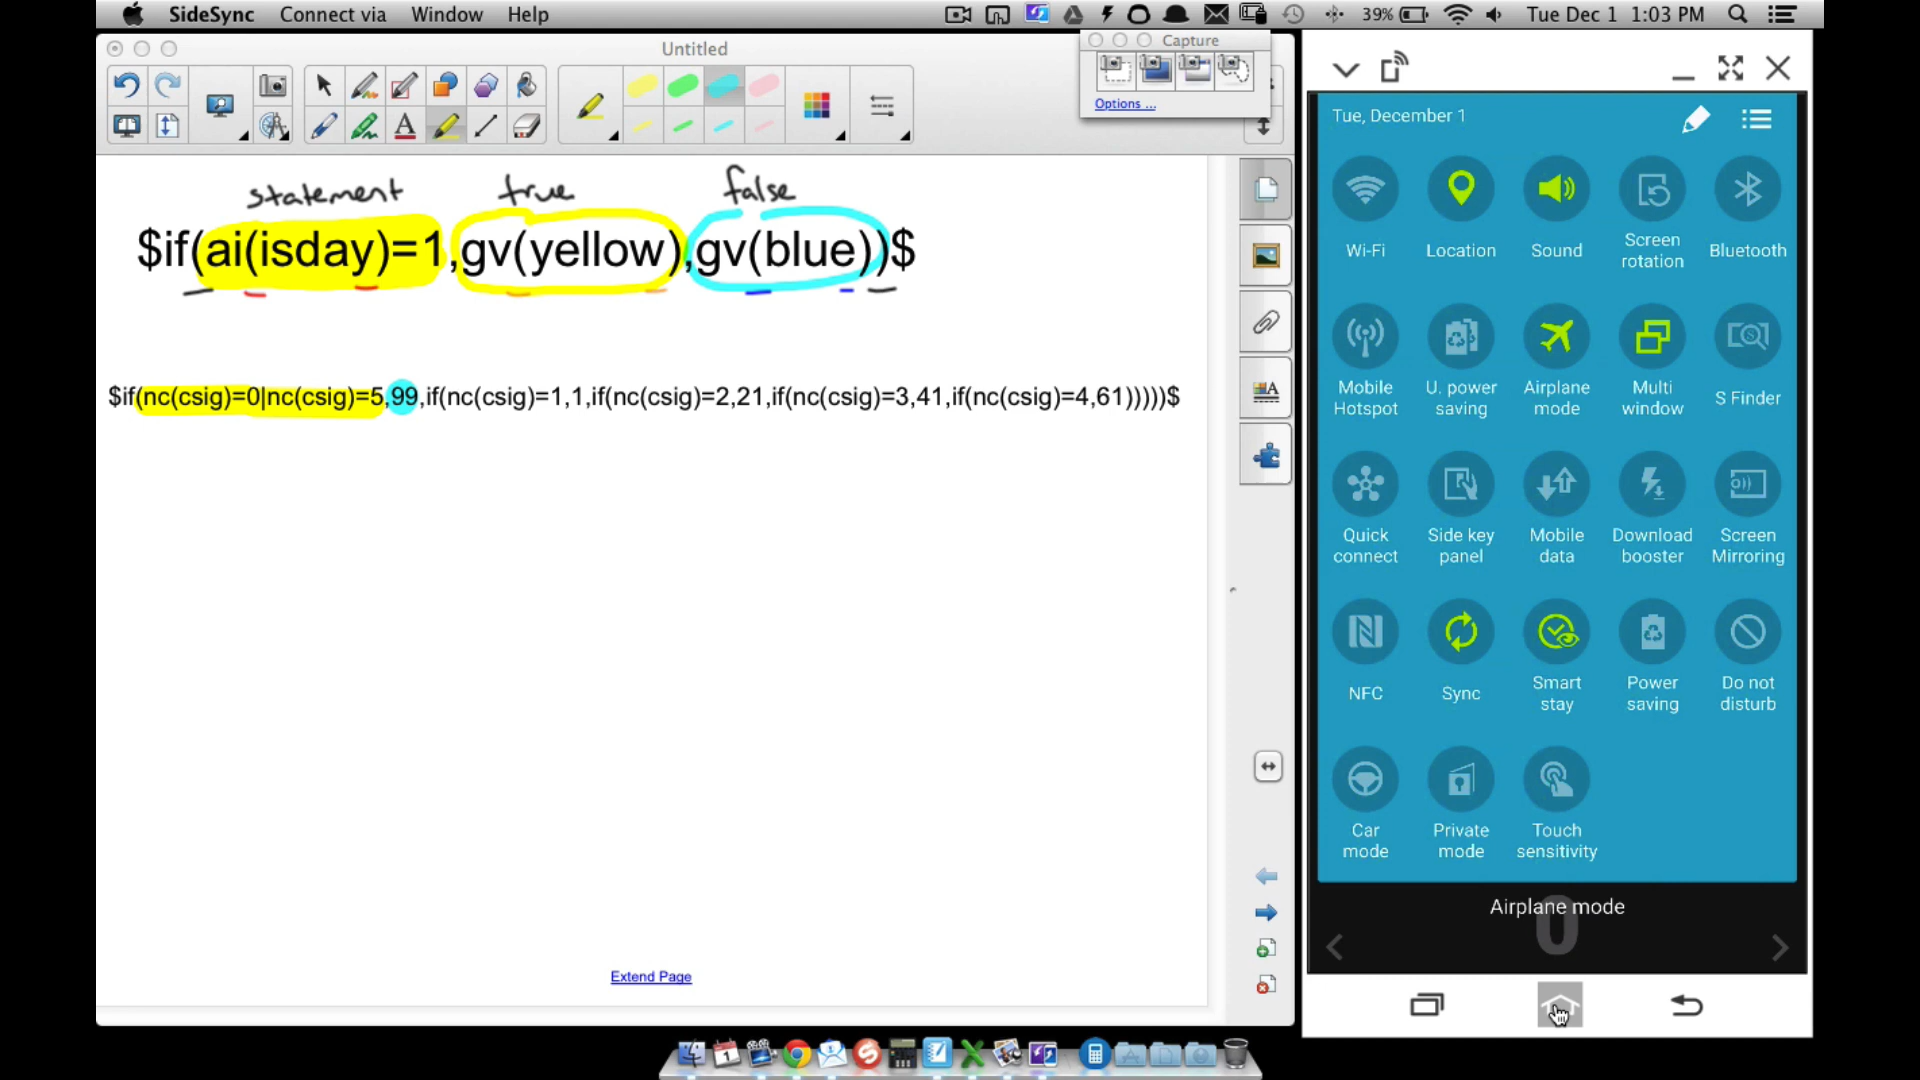 SideSync Connect via Window Help
39% Tue Dec 1 1:03 PM
Untitled
Capture
Options ...
statement true false
$if(ai(isday)=1,gv(yellow),gv(blue))$
$if(nc(csig)=0|nc(csig)=5,99,if(nc(csig)=1,1,if(nc(csig)=2,21,if(nc(csig)=3,41,if(nc(csig)=4,61)))))$
Extend Page
Tue, December 1
Wi-Fi Location Sound Screen rotation Bluetooth
Mobile Hotspot U. power saving Airplane mode Multi window S Finder
Quick connect Side key panel Mobile data Download booster Screen Mirroring
NFC Sync Smart stay Power saving Do not disturb
Car mode Private mode Touch sensitivity
Airplane mode
0